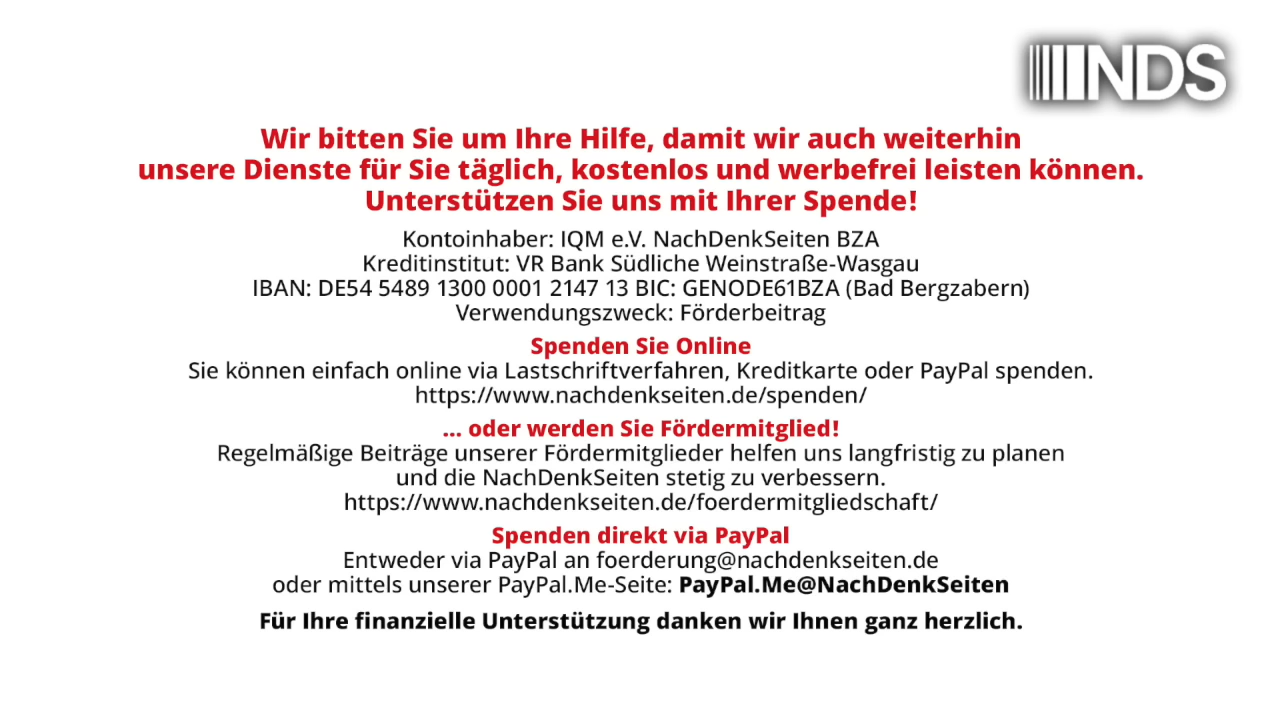 NDS
Wir bitten Sie um Ihre Hilfe, damit wir auch weiterhin
unsere Dienste für Sie täglich, kostenlos und werbefrei leisten können.
Unterstützen Sie uns mit Ihrer Spende!
Kontoinhaber: IQM e.V. NachDenkSeiten BZA
Kreditinstitut: VR Bank Südliche Weinstraße-Wasgau
IBAN: DE54 5489 1300 0001 2147 13 BIC: GENODE61BZA (Bad Bergzabern)
Verwendungszweck: Förderbeitrag
Spenden Sie Online
Sie können einfach online via Lastschriftverfahren, Kreditkarte oder PayPal spenden.
https://www.nachdenkseiten.de/spenden/
... oder werden Sie Fördermitglied!
Regelmäßige Beiträge unserer Fördermitglieder helfen uns langfristig zu planen
und die NachDenkSeiten stetig zu verbessern.
https://www.nachdenkseiten.de/foerdermitgliedschaft/
Spenden direkt via PayPal
Entweder via PayPal an foerderung@nachdenkseiten.de
oder mittels unserer PayPal.Me-Seite: PayPal.Me@NachDenkSeiten
Für Ihre finanzielle Unterstützung danken wir Ihnen ganz herzlich.